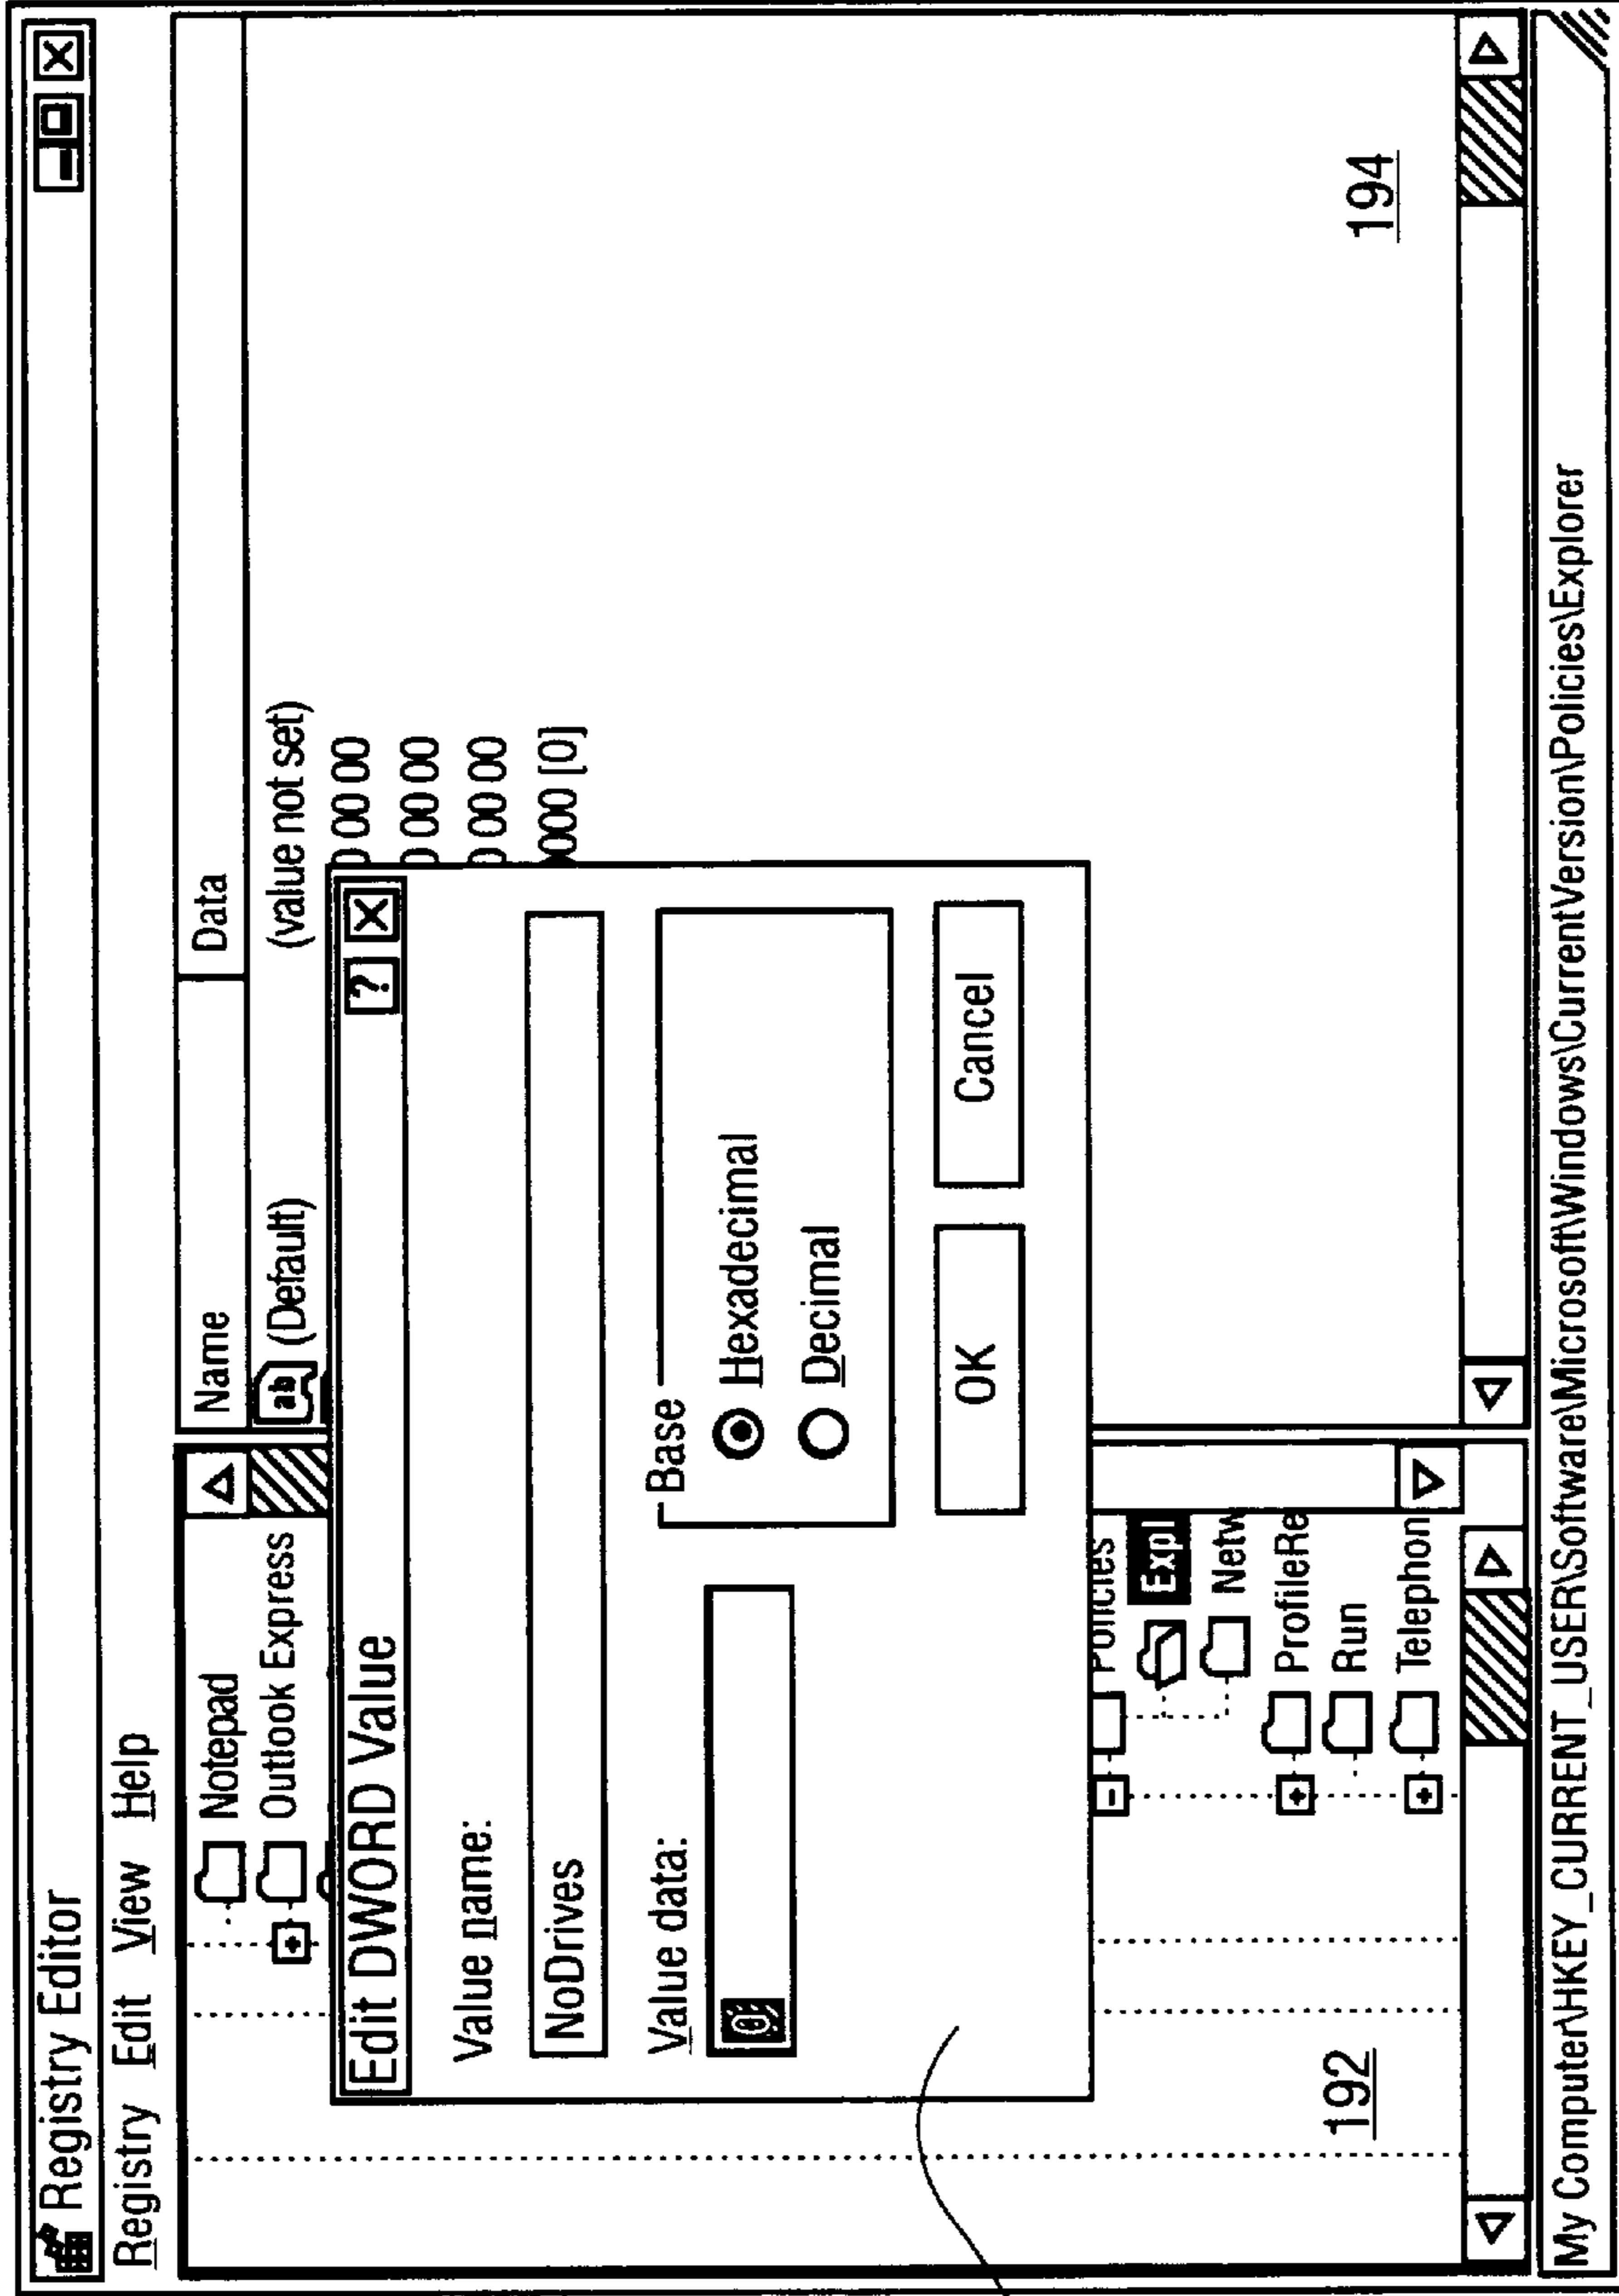 Registry Editor
Registry Edit View Help
Notepad
Outlook Express
Name Data
(Default) (value not set)
00 00
00 00
00 00
000 [0]
Edit DWORD Value
Value name:
NoDrives
Value data:
0
Base
Hexadecimal
Decimal
OK Cancel
Policies
Expl
Netw
ProfileRe
Run
Telephon
192
194
My Computer\HKEY_CURRENT_USER\Software\Microsoft\Windows\CurrentVersion\Policies\Explorer